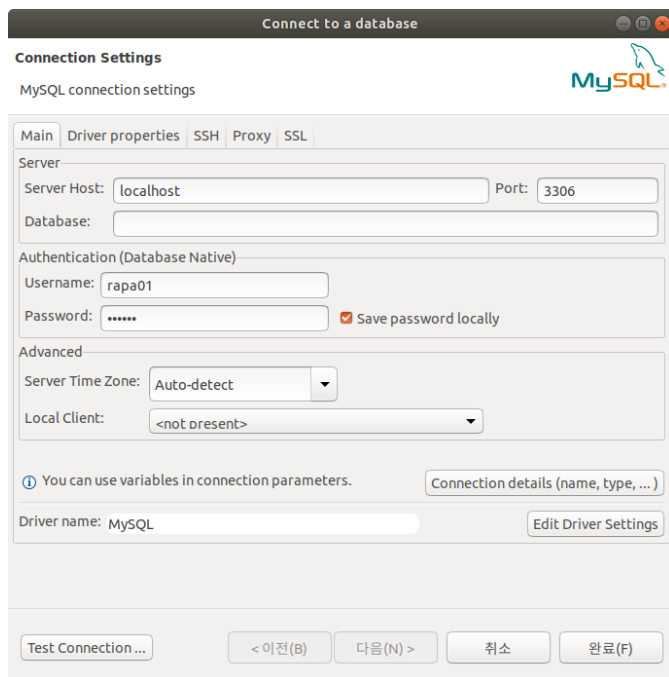 Connect to a database
Connection Settings
MySQL connection settings
MySQL®
Main Driver properties SSH Proxy SSL
Server
Server Host: localhost Port: 3306
Database:
Authentication (Database Native)
Username: rapa01
Password: ••••••
Save password locally
Advanced
Server Time Zone: Auto-detect
Local Client: <not present>
You can use variables in connection parameters.
Connection details (name, type, ... )
Driver name: MySQL
Edit Driver Settings
Test Connection ...
< 이전(B)
다음(N) >
취소
완료(F)